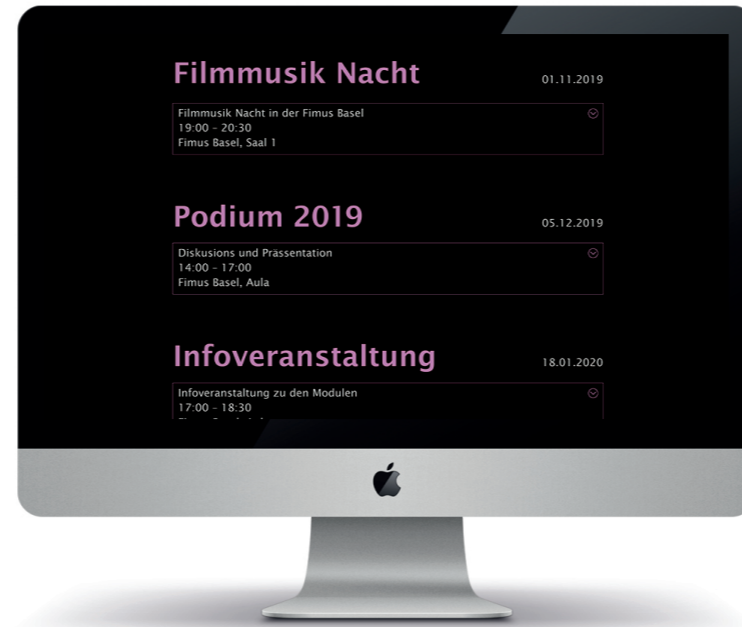 Filmmusik Nacht
01.11.2019
Filmmusik Nacht in der Fimus Basel
19:00 – 20:30
Fimus Basel, Saal 1
Podium 2019
05.12.2019
Diskusions und Prässentation
14:00 – 17:00
Fimus Basel, Aula
Infoveranstaltung
18.01.2020
Infoveranstaltung zu den Modulen
17:00 – 18:30